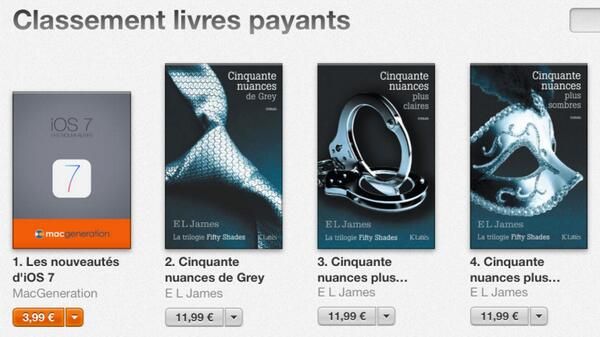 Classement livres payants
iOS 7
LES NOUVEAUTÉS
7
macgeneration
1. Les nouveautés
d'iOS 7
MacGeneration
3,99 €
Cinquante
nuances
de Grey
roman
E L James
La trilogie Fifty Shades
JC Lattès
2. Cinquante
nuances de Grey
E L James
11,99 €
Cinquante
nuances
plus
claires
roman
E L James
La trilogie Fifty Shades
JC Lattès
3. Cinquante
nuances plus...
E L James
11,99 €
Cinquante
nuances
plus
sombres
roman
E L James
La trilogie Fifty Shades
JC Lattès
4. Cinquante
nuances plus...
E L James
11,99 €